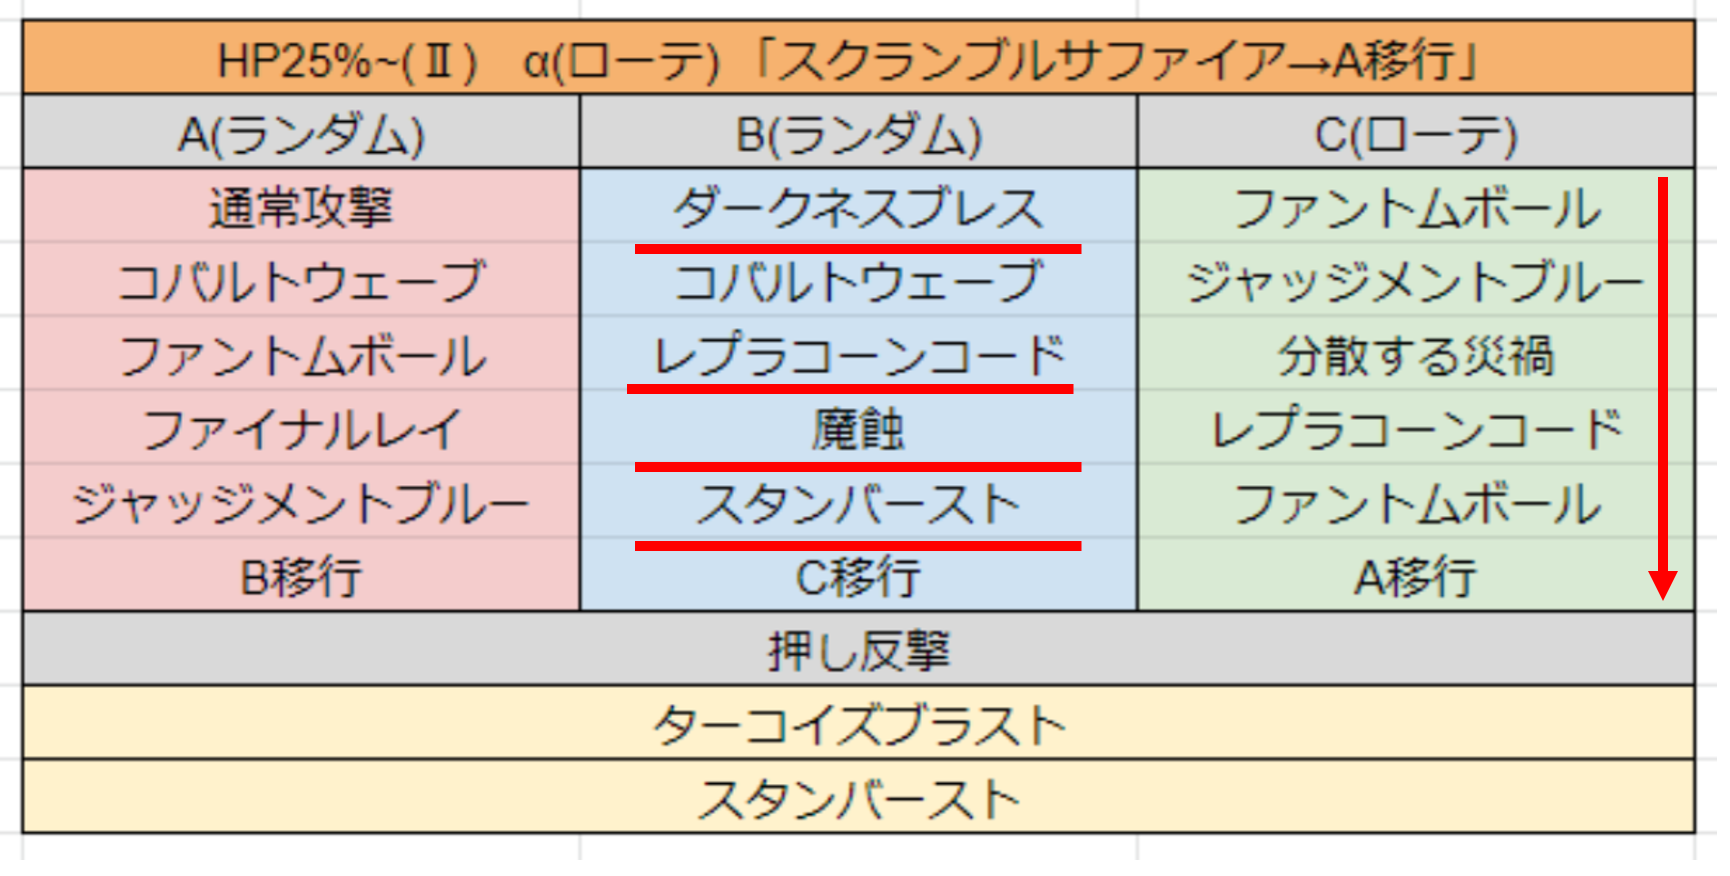 HP25%~(Ⅱ) α(ローテ) 「スクランブルサファイア→A移行」
A(ランダム) B(ランダム) C(ローテ)
通常攻撃 ダークネスブレス ファントムボール
コバルトウェーブ コバルトウェーブ ジャッジメントブルー
ファントムボール レプラコーンコード 分散する災禍
ファイナルレイ 魔蝕 レプラコーンコード
ジャッジメントブルー スタンバースト ファントムボール
B移行 C移行 A移行
押し反撃
ターコイズブラスト
スタンバースト